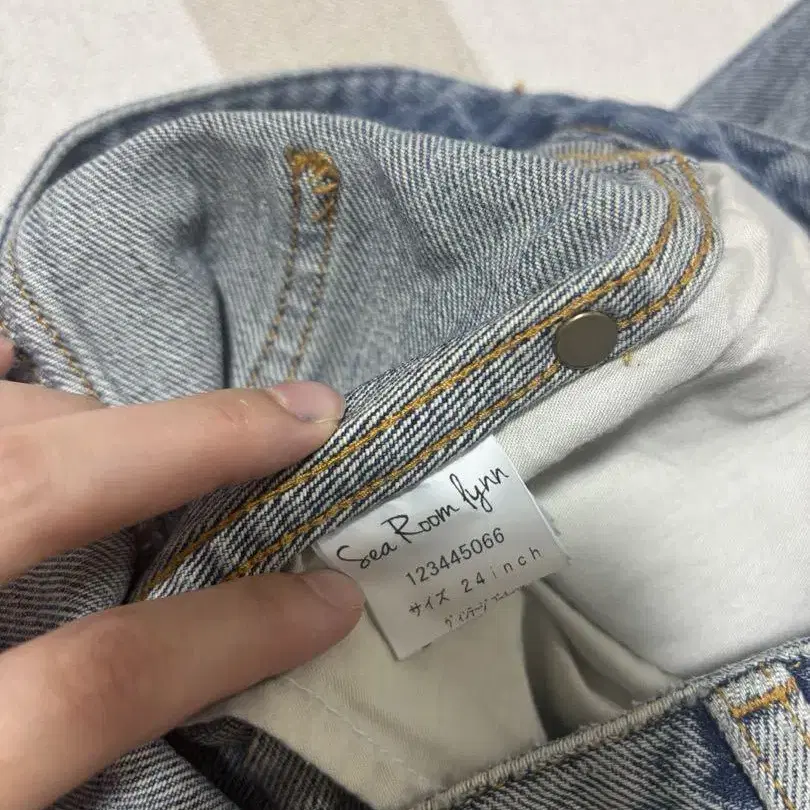 Sea Room lynn
123445066
サイズ 24inch